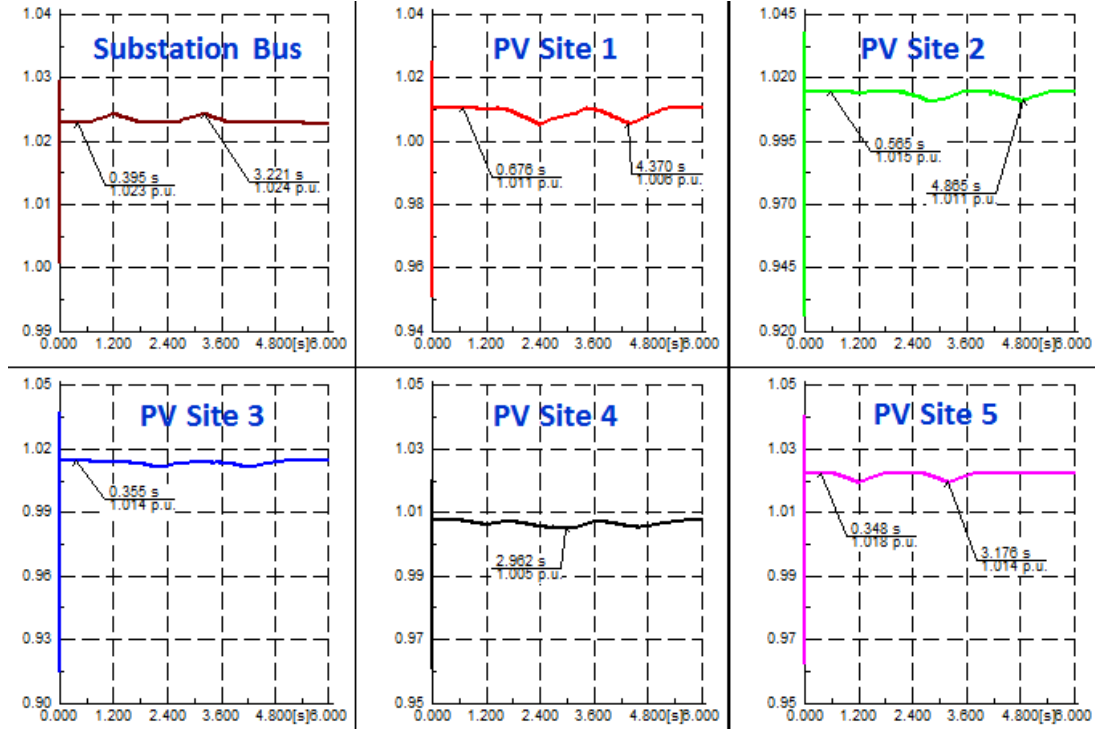 Substation Bus
1.04
1.03
1.02
1.01
1.00
0.99
0.395 s
1.023 p.u.
3.221 s
1.024 p.u.
0.000 1.200 2.400 3.600 4.800[s]6.000
PV Site 1
1.04
1.02
1.00
0.98
0.96
0.94
0.676 s
1.011 p.u.
4.370 s
1.006 p.u.
0.000 1.200 2.400 3.600 4.800[s]6.000
PV Site 2
1.045
1.020
0.995
0.970
0.945
0.920
0.565 s
1.015 p.u.
4.865 s
1.011 p.u.
0.000 1.200 2.400 3.600 4.800[s]6.000
PV Site 3
1.05
1.02
0.99
0.96
0.93
0.90
0.355 s
1.014 p.u.
0.000 1.200 2.400 3.600 4.800[s]6.000
PV Site 4
1.05
1.03
1.01
0.99
0.97
0.95
2.962 s
1.005 p.u.
0.000 1.200 2.400 3.600 4.800[s]6.000
PV Site 5
1.05
1.03
1.01
0.99
0.97
0.95
0.348 s
1.018 p.u.
3.176 s
1.014 p.u.
0.000 1.200 2.400 3.600 4.800[s]6.000